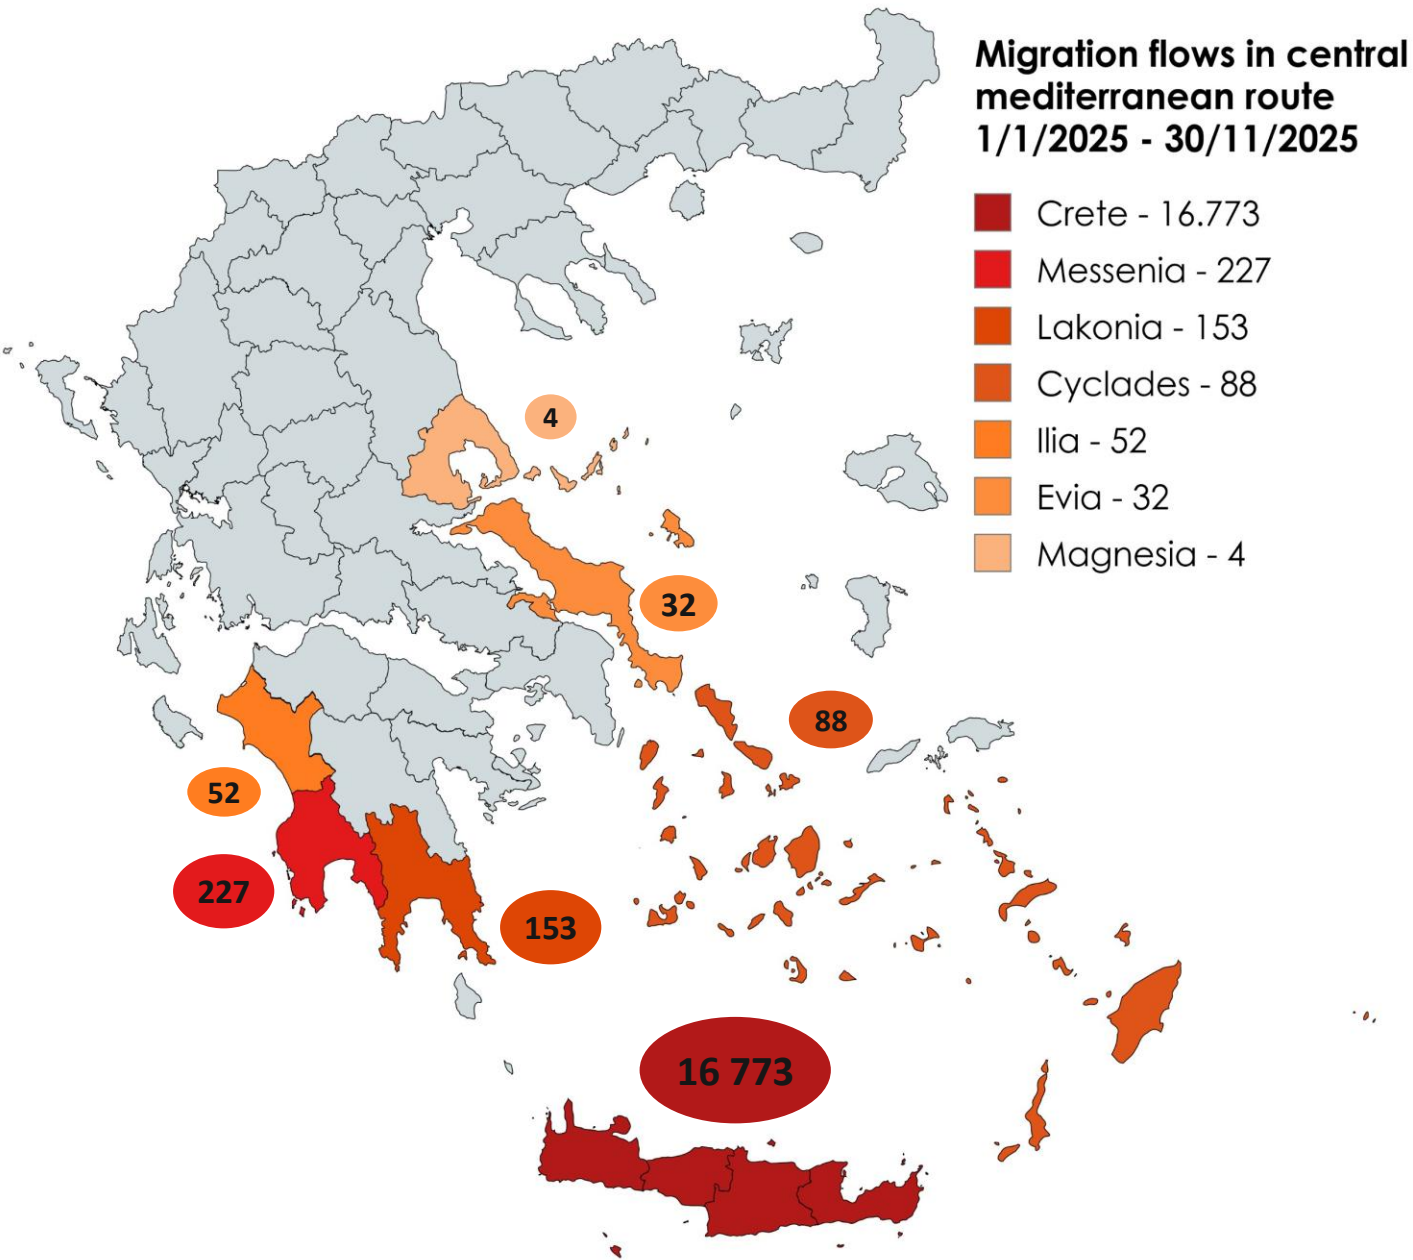 Migration flows in central
mediterranean route
1/1/2025 - 30/11/2025
Crete - 16.773
Messenia - 227
Lakonia - 153
Cyclades - 88
Ilia - 52
Evia - 32
Magnesia - 4
4
32
88
52
227
153
16 773